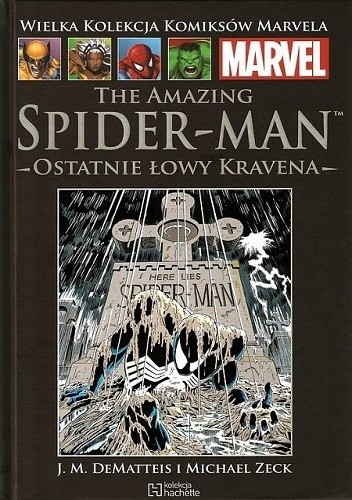 WIELKA KOLEKCJA KOMIKSÓW MARVELA
MARVEL
THE AMAZING
SPIDER-MAN™
-OSTATNIE ŁOWY KRAVENA-
HERE LIES
SPIDER-MAN
J. M. DEMATTEIS I MICHAEL ZECK
kolekcja
hachette